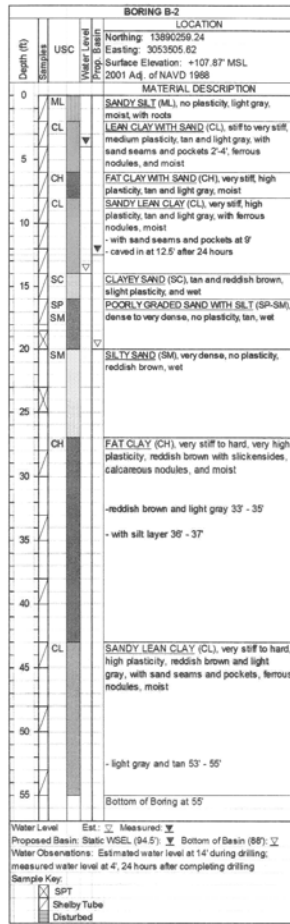 BORING B-2
LOCATION
Northing: 13890259.24
Easting: 3053505.62
Surface Elevation: +107.87' MSL
2001 Adj. of NAVD 1988
Depth (ft)
Samples
USC
Water Level
Prop. Basin
MATERIAL DESCRIPTION
0
ML
SANDY SILT (ML), no plasticity, light gray,
moist, with roots
CL
LEAN CLAY WITH SAND (CL), stiff to very stiff,
medium plasticity, tan and light gray, with
sand seams and pockets 2'-4', ferrous
nodules, and moist
5
CH
FAT CLAY WITH SAND (CH), very stiff, high
plasticity, tan and light gray, moist
CL
SANDY LEAN CLAY (CL), very stiff, high
plasticity, tan and light gray, with ferrous
nodules, and moist
10
- with sand seams and pockets at 9'
- caved in at 12.5' after 24 hours
15
SC
CLAYEY SAND (SC), tan and reddish brown,
slight plasticity, and wet
SP
SM
POORLY GRADED SAND WITH SILT (SP-SM),
dense to very dense, no plasticity, tan, wet
20
SM
SILTY SAND (SM), very dense, no plasticity,
reddish brown, wet
25
CH
FAT CLAY (CH), very stiff to hard, very high
plasticity, reddish brown with slickensides,
calcareous nodules, and moist
30
-reddish brown and light gray 33' - 35'
35
- with silt layer 36' - 37'
40
CL
SANDY LEAN CLAY (CL), very stiff to hard,
high plasticity, reddish brown and light
gray, with sand seams and pockets, ferrous
nodules, moist
45
50
- light gray and tan 53' - 55'
55
Bottom of Boring at 55'
Water Level Est.: ▽ Measured: ▼
Proposed Basin: Static WSEL (94.5'): ▼ Bottom of Basin (88'): ▽
Water Observations: Estimated water level at 14' during drilling;
measured water level at 4', 24 hours after completing drilling
Sample Key:
SPT
Shelby Tube
Disturbed